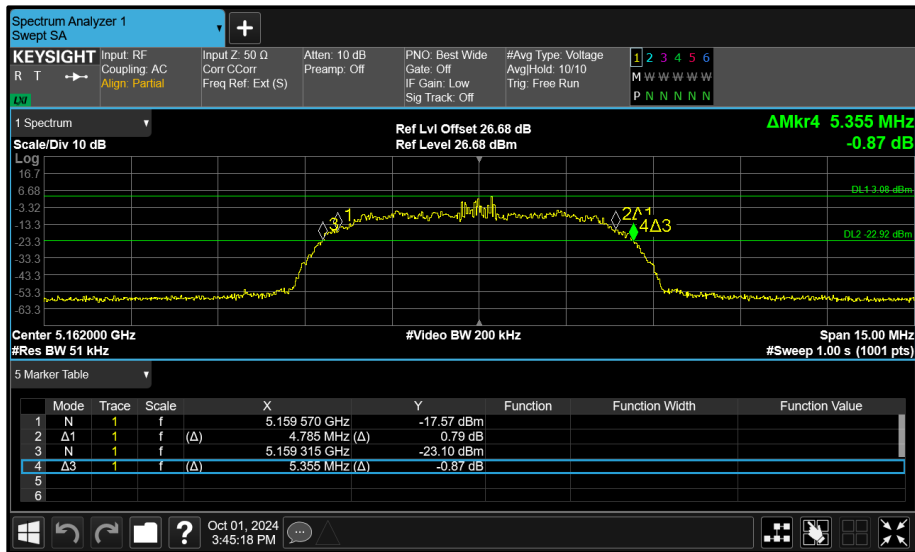 Spectrum Analyzer 1
Swept SA
+
KEYSIGHT
R T
LXI
Input: RF
Coupling: AC
Align: Partial
Input Z: 50 Ω
Corr CCorr
Freq Ref: Ext (S)
Atten: 10 dB
Preamp: Off
PNO: Best Wide
Gate: Off
IF Gain: Low
Sig Track: Off
#Avg Type: Voltage
Avg|Hold: 10/10
Trig: Free Run
1 2 3 4 5 6
M W W W W W
P N N N N N
1 Spectrum
Scale/Div 10 dB
Ref Lvl Offset 26.68 dB
Ref Level 26.68 dBm
ΔMkr4 5.355 MHz
-0.87 dB
Log
16.7
6.68
-3.32
-13.3
-23.3
-33.3
-43.3
-53.3
-63.3
DL1 3.08 dBm
DL2 -22.92 dBm
3
1
2Δ1
4Δ3
Center 5.162000 GHz
#Video BW 200 kHz
Span 15.00 MHz
#Res BW 51 kHz
#Sweep 1.00 s (1001 pts)
5 Marker Table
Mode Trace Scale X Y Function Function Width Function Value
1 N 1 f 5.159 570 GHz -17.57 dBm
2 Δ1 1 f (Δ) 4.785 MHz (Δ) 0.79 dB
3 N 1 f 5.159 315 GHz -23.10 dBm
4 Δ3 1 f (Δ) 5.355 MHz (Δ) -0.87 dB
5
6
?
Oct 01, 2024
3:45:18 PM